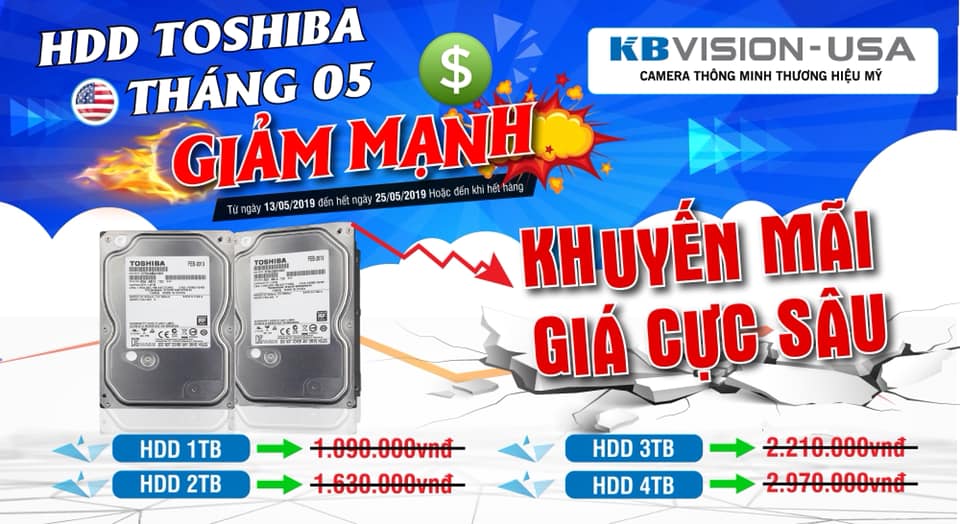 HDD TOSHIBA
THÁNG 05
GIẢM MẠNH
Từ ngày 13/05/2019 đến hết ngày 25/05/2019 Hoặc đến khi hết hàng
KBVISION-USA
CAMERA THÔNG MINH THƯƠNG HIỆU MỸ
$
KHUYẾN MÃI
GIÁ CỰC SÂU
TOSHIBA FEB-2013
TOSHIBA
HDD 1TB 1.090.000vnđ
HDD 2TB 1.630.000vnđ
HDD 3TB 2.210.000vnđ
HDD 4TB 2.970.000vnđ